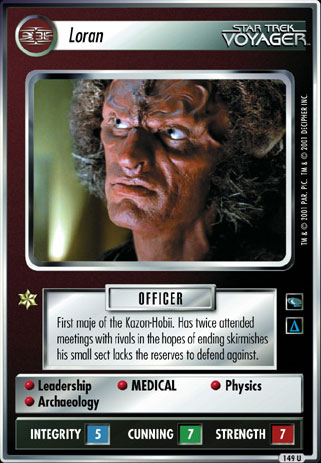 Loran
STAR TREK
VOYAGER™
TM & © 2001 PAR. P.C. TM & © 2001 DECIPHER INC.
OFFICER
First maje of the Kazon-Hobii. Has twice attended
meetings with rivals in the hopes of ending skirmishes
his small sect lacks the reserves to defend against.
Leadership MEDICAL Physics
Archaeology
INTEGRITY 5 CUNNING 7 STRENGTH 7
149 U